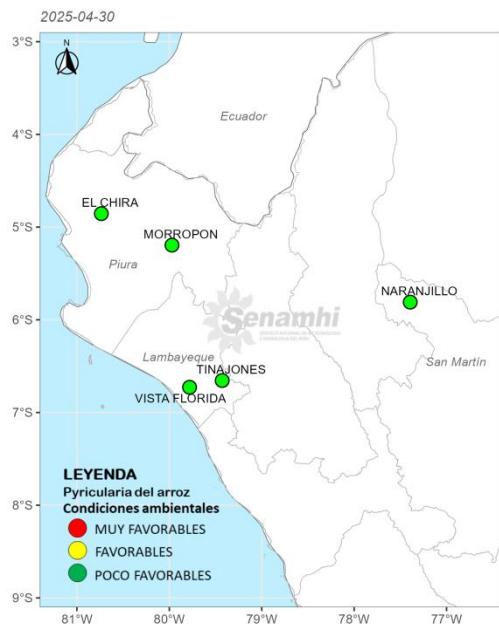 2025-04-30
3°S
N
4°S
Ecuador
EL CHIRA
5°S
MORROPON
Piura
NARANJILLO
6°S
Senamhi
Lambayeque
TINAJONES
San Martín
VISTA FLORIDA
7°S
LEYENDA
Pyricularia del arroz
Condiciones ambientales
8°S
MUY FAVORABLES
FAVORABLES
POCO FAVORABLES
9°S
81°W 80°W 79°W 78°W 77°W